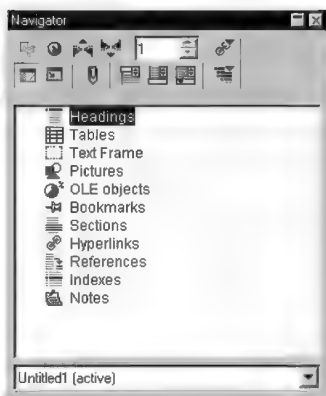 Navigator
1
Headings
Tables
Text Frame
Pictures
OLE objects
Bookmarks
Sections
Hyperlinks
References
Indexes
Notes
Untitled1 (active)